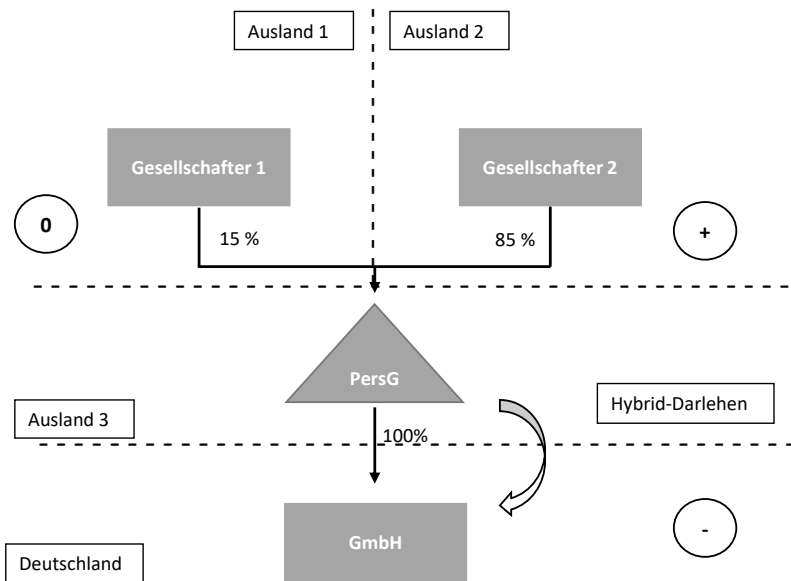 Ausland 1
Ausland 2
Gesellschafter 1
Gesellschafter 2
0
15 %
85 %
+
PersG
Hybrid-Darlehen
Ausland 3
100%
GmbH
-
Deutschland